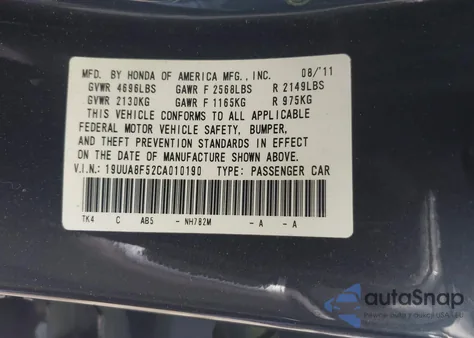 MFD. BY HONDA OF AMERICA MFG., INC. 08/'11
GVWR 4696LBS GAWR F 2568LBS R 2149LBS
GVWR 2130KG GAWR F 1165KG R 975KG
THIS VEHICLE CONFORMS TO ALL APPLICABLE
FEDERAL MOTOR VEHICLE SAFETY, BUMPER,
AND THEFT PREVENTION STANDARDS IN EFFECT
ON THE DATE OF MANUFACTURE SHOWN ABOVE.
V.I.N.: 19UUA8F52CA010190 TYPE: PASSENGER CAR
TK4 C AB5 - NH782M - A - A
autoSnap